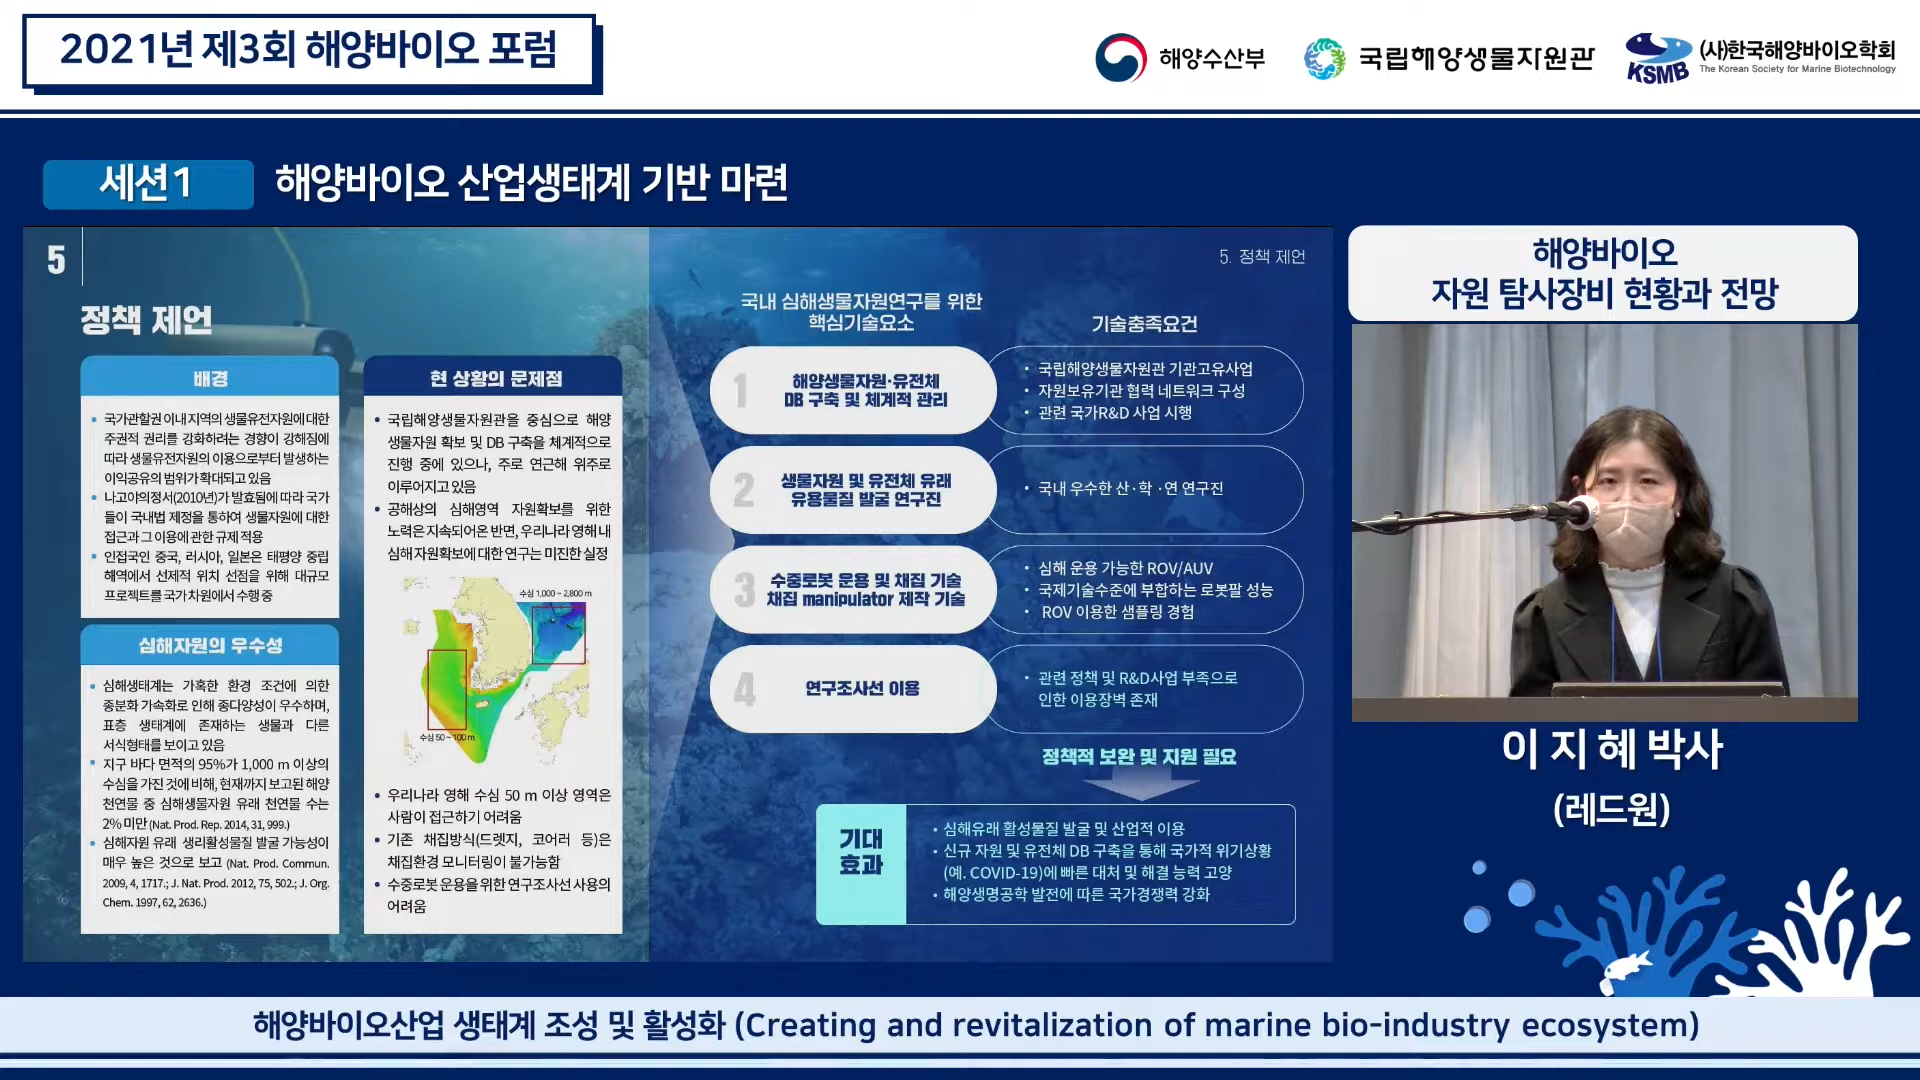 2021년 제3회 해양바이오 포럼
해양수산부
국립해양생물자원관
KSMB
(사)한국해양바이오학회
The Korean Society for Marine Biotechnology
세션1
해양바이오 산업생태계 기반 마련
5
정책 제언
배경
• 국가관할권 이내 지역의 생물유전자원에 대한
주권적 권리를 강화하려는 경향이 강해짐에
따라 생물유전자원의 이용으로부터 발생하는
이익공유의 범위가 확대되고 있음
• 나고야의정서(2010년)가 발효됨에 따라 국가
들이 국내법 제정을 통하여 생물자원에 대한
접근과 그 이용에 관한 규제 적용
• 인접국인 중국, 러시아, 일본은 태평양 중립
해역에서 선제적 위치 선점을 위해 대규모
프로젝트를 국가 차원에서 수행 중
심해자원의 우수성
• 심해생태계는 가혹한 환경 조건에 의한
종분화 가속화로 인해 종다양성이 우수하며,
표층 생태계에 존재하는 생물과 다른
서식형태를 보이고 있음
• 지구 바다 면적의 95%가 1,000 m 이상의
수심을 가진 것에 비해, 현재까지 보고된 해양
천연물 중 심해생물자원 유래 천연물 수는
2% 미만 (Nat. Prod. Rep. 2014, 31, 999.)
• 심해자원 유래 생리활성물질 발굴 가능성이
매우 높은 것으로 보고 (Nat. Prod. Commun.
2009, 4, 1717.; J. Nat. Prod. 2012, 75, 502.; J. Org.
Chem. 1997, 62, 2636.)
현 상황의 문제점
• 국립해양생물자원관을 중심으로 해양
생물자원 확보 및 DB 구축을 체계적으로
진행 중에 있으나, 주로 연근해 위주로
이루어지고 있음
• 공해상의 심해영역 자원확보를 위한
노력은 지속되어온 반면, 우리나라 영해 내
심해 자원확보에 대한 연구는 미진한 실정
수심 1,000 ~ 2,800 m
수심 50 ~ 100 m
• 우리나라 영해 수심 50 m 이상 영역은
사람이 접근하기 어려움
• 기존 채집방식(드렛지, 코어러 등)은
채집환경 모니터링이 불가능함
• 수중로봇 운용을 위한 연구조사선 사용의
어려움
5. 정책 제언
국내 심해생물자원연구를 위한
핵심기술요소
기술충족요건
1
해양생물자원·유전체
DB 구축 및 체계적 관리
• 국립해양생물자원관 기관고유사업
• 자원보유기관 협력 네트워크 구성
• 관련 국가R&D 사업 시행
2
생물자원 및 유전체 유래
유용물질 발굴 연구진
• 국내 우수한 산·학·연 연구진
3
수중로봇 운용 및 채집 기술
채집 manipulator 제작 기술
• 심해 운용 가능한 ROV/AUV
• 국제기술수준에 부합하는 로봇팔 성능
• ROV 이용한 샘플링 경험
4
연구조사선 이용
• 관련 정책 및 R&D사업 부족으로
인한 이용장벽 존재
정책적 보완 및 지원 필요
기대
효과
• 심해유래 활성물질 발굴 및 산업적 이용
• 신규 자원 및 유전체 DB 구축을 통해 국가적 위기상황
(예. COVID-19)에 빠른 대처 및 해결 능력 고양
• 해양생명공학 발전에 따른 국가경쟁력 강화
해양바이오
자원 탐사장비 현황과 전망
이 지 혜 박사
(레드원)
해양바이오산업 생태계 조성 및 활성화 (Creating and revitalization of marine bio-industry ecosystem)